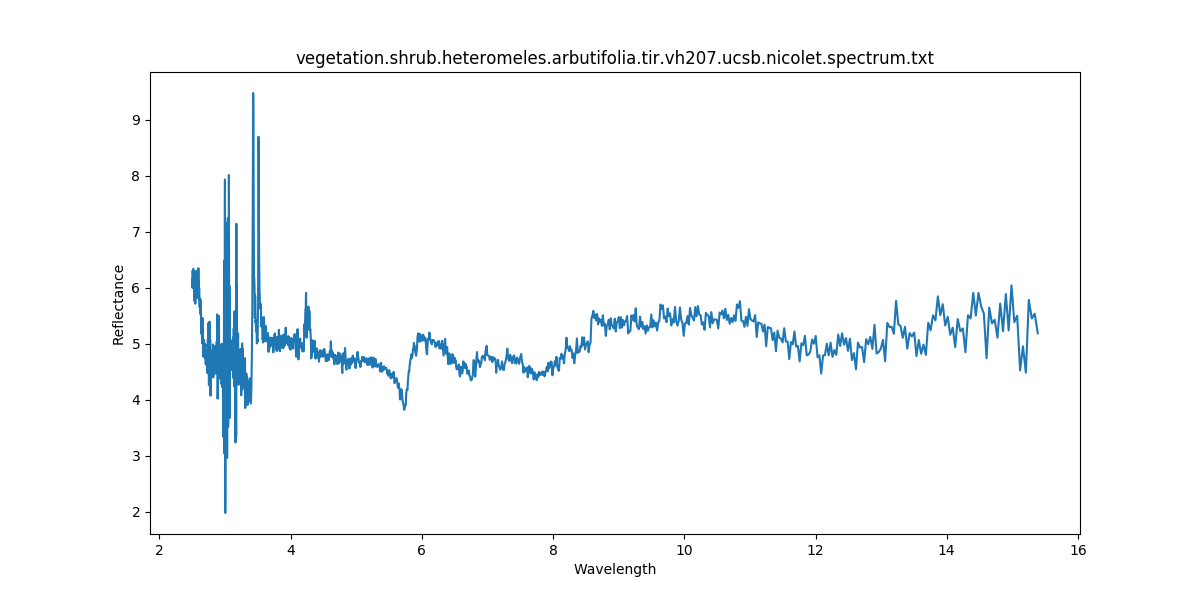 vegetation.shrub.heteromeles.arbutifolia.tir.vh207.ucsb.nicolet.spectrum.txt
9
8
7
6
5
4
3
2
Reflectance
2 4 6 8 10 12 14 16
Wavelength